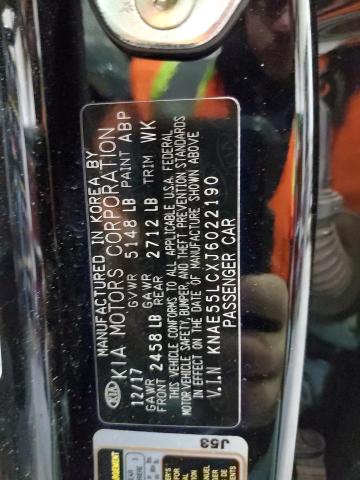 MANUFACTURED IN KOREA BY
KIA KIA MOTORS CORPORATION
12/17 GVWR 5148 LB PAINT ABP
GAWR FRONT 2458 LB GAWR REAR 2712 LB TRIM WK
THIS VEHICLE CONFORMS TO ALL APPLICABLE U.S.A. FEDERAL
MOTOR VEHICLE SAFETY, BUMPER, AND THEFT PREVENTION STANDARDS
IN EFFECT ON THE DATE OF MANUFACTURE SHOWN ABOVE
V.I.N KNAE55LCXJ6022190
PASSENGER CAR
J53